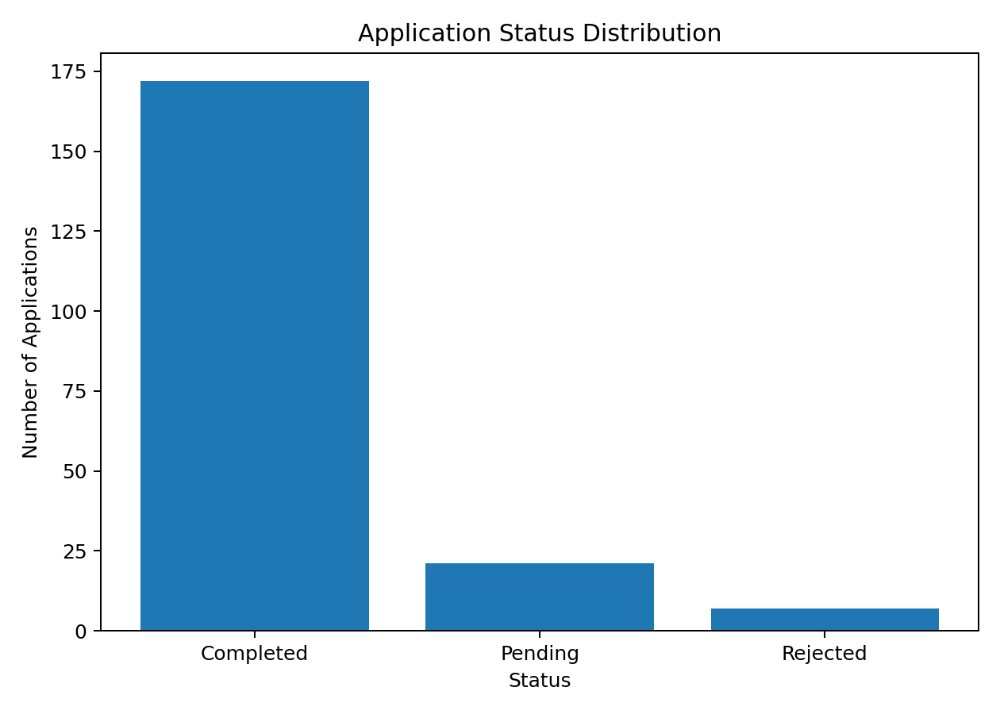 Application Status Distribution
Number of Applications
175
150
125
100
75
50
25
0
Completed Pending Rejected
Status